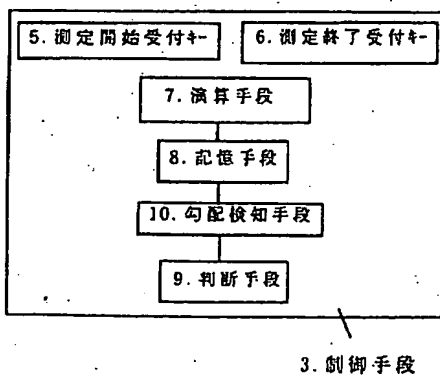 5. 測定開始受付キー
6. 測定終了受付キー
7. 演算手段
8. 記憶手段
10. 勾配検知手段
9. 判断手段
3. 制御手段